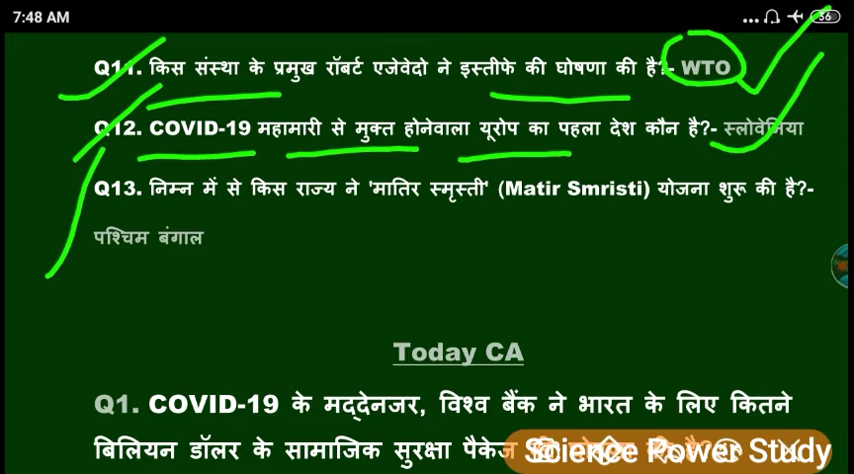 7:48 AM
36
Q11. किस संस्था के प्रमुख रॉबर्ट एजेवेदो ने इस्तीफे की घोषणा की है?- WTO
Q12. COVID-19 महामारी से मुक्त होनेवाला यूरोप का पहला देश कौन है?- स्लोवेनिया
Q13. निम्न में से किस राज्य ने 'मातिर स्मृस्ती' (Matir Smristi) योजना शुरू की है?-
पश्चिम बंगाल
Today CA
Q1. COVID-19 के मद्देनजर, विश्व बैंक ने भारत के लिए कितने
बिलियन डॉलर के सामाजिक सुरक्षा पैकेज
Science Power Study